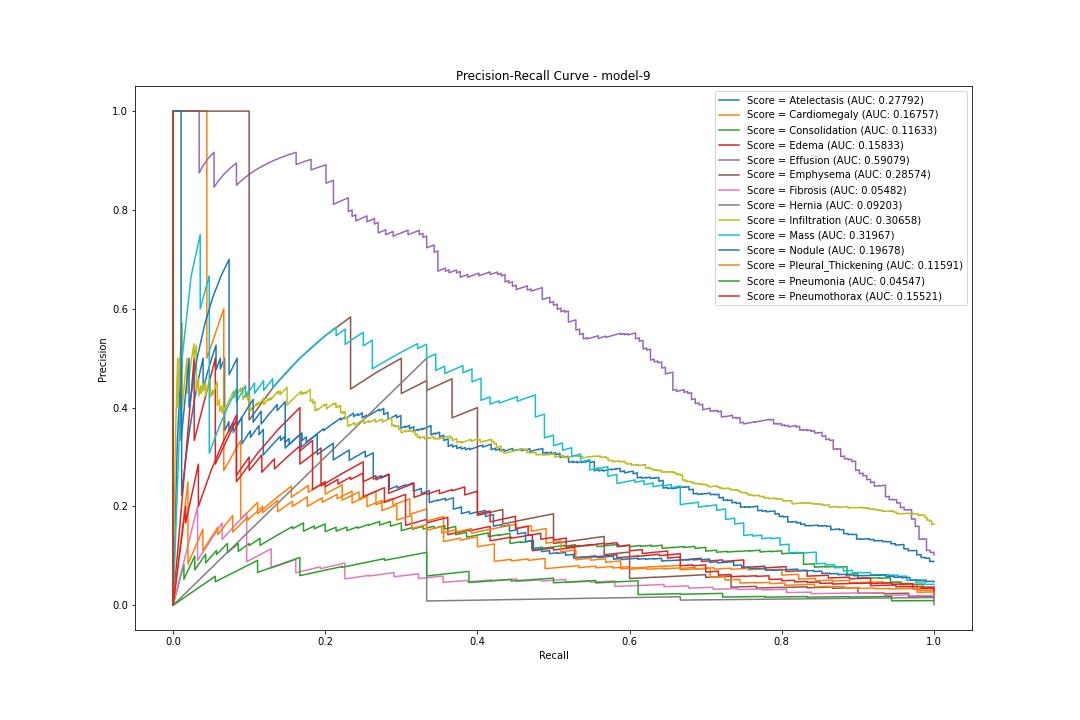 Precision-Recall Curve - model-9
Score = Atelectasis (AUC: 0.27792)
Score = Cardiomegaly (AUC: 0.16757)
Score = Consolidation (AUC: 0.11633)
Score = Edema (AUC: 0.15833)
Score = Effusion (AUC: 0.59079)
Score = Emphysema (AUC: 0.28574)
Score = Fibrosis (AUC: 0.05482)
Score = Hernia (AUC: 0.09203)
Score = Infiltration (AUC: 0.30658)
Score = Mass (AUC: 0.31967)
Score = Nodule (AUC: 0.19678)
Score = Pleural_Thickening (AUC: 0.11591)
Score = Pneumonia (AUC: 0.04547)
Score = Pneumothorax (AUC: 0.15521)
1.0
0.8
0.6
0.4
0.2
0.0
Precision
0.0 0.2 0.4 0.6 0.8 1.0
Recall